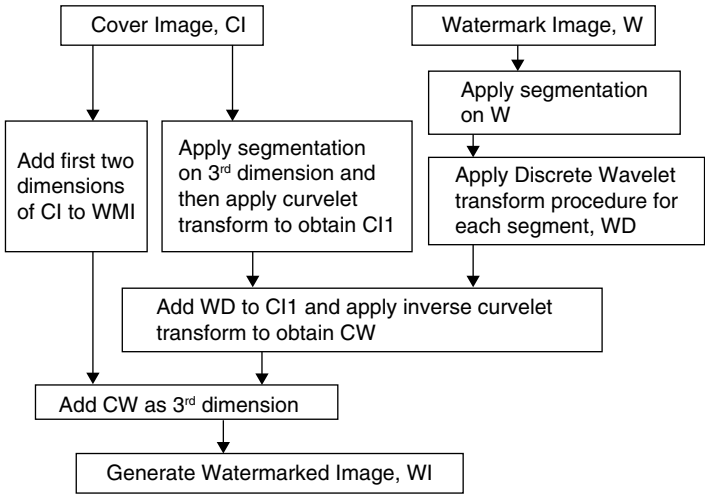 Cover Image, CI
Watermark Image, W
Apply segmentation
on W
Add first two
dimensions
of CI to WMI
Apply segmentation
on 3rd dimension and
then apply curvelet
transform to obtain CI1
Apply Discrete Wavelet
transform procedure for
each segment, WD
Add WD to CI1 and apply inverse curvelet
transform to obtain CW
Add CW as 3rd dimension
Generate Watermarked Image, WI